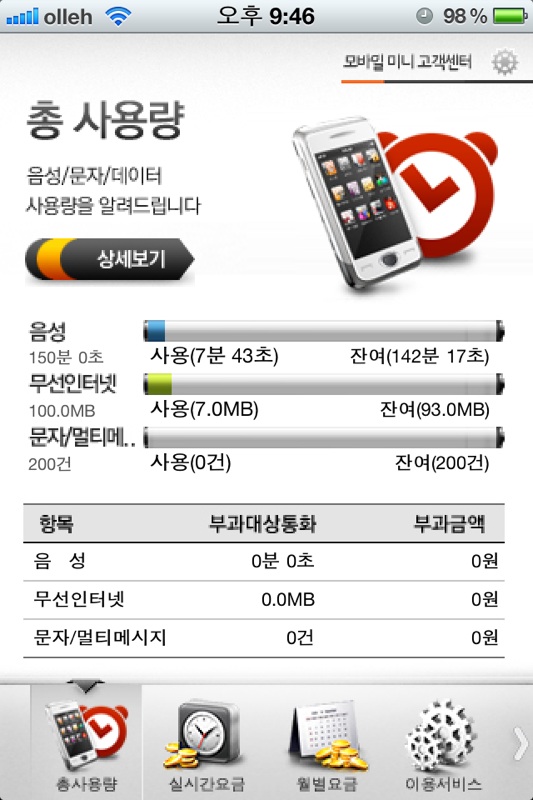 olleh 오후 9:46 98%
모바일 미니 고객센터
총 사용량
음성/문자/데이터
사용량을 알려드립니다
상세보기
음성
150분 0초 사용(7분 43초) 잔여(142분 17초)
무선인터넷
100.0MB 사용(7.0MB) 잔여(93.0MB)
문자/멀티메..
200건 사용(0건) 잔여(200건)
항목 부과대상통화 부과금액
음 성 0분 0초 0원
무선인터넷 0.0MB 0원
문자/멀티메시지 0건 0원
총사용량 실시간요금 월별요금 이용서비스